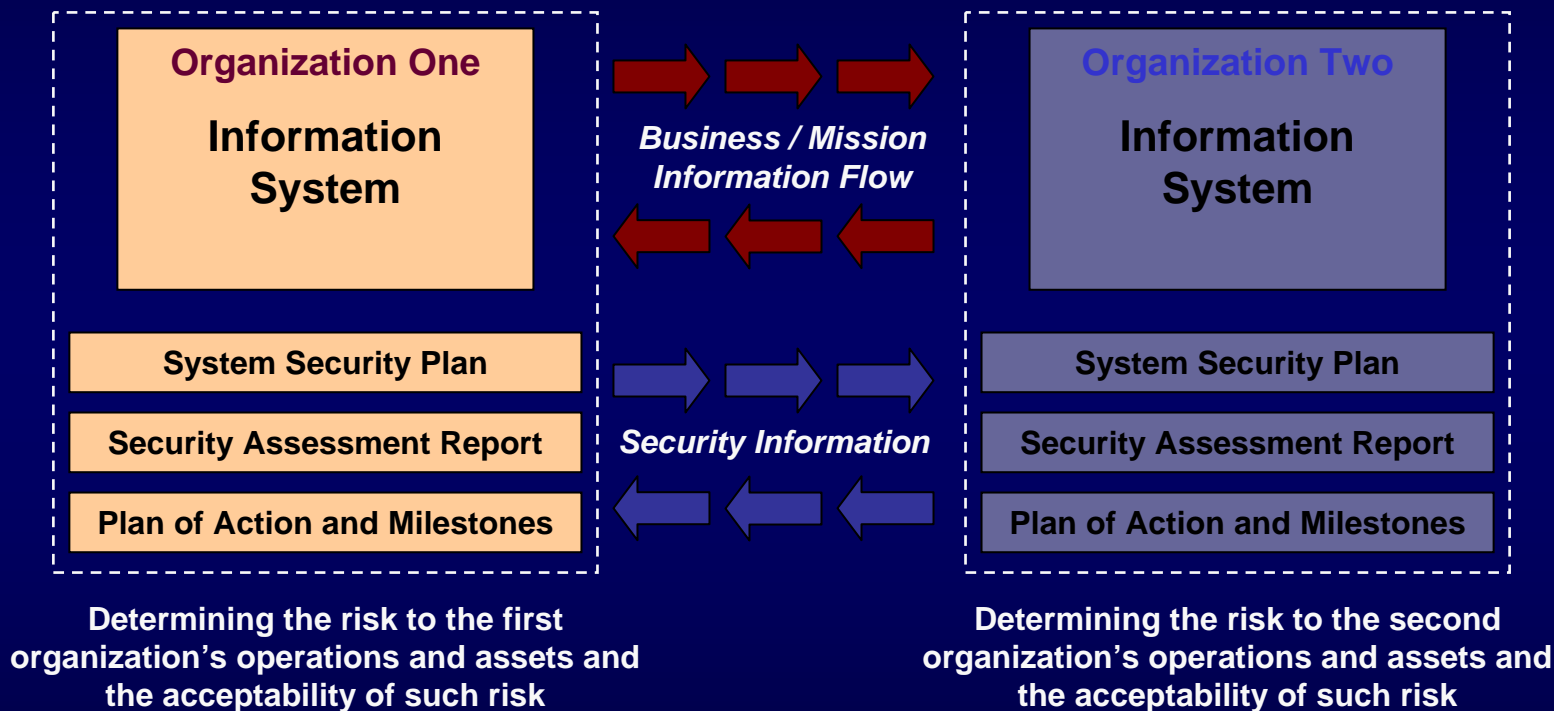 Organization One
Information
System
System Security Plan
Security Assessment Report
Plan of Action and Milestones
Determining the risk to the first
organization's operations and assets and
the acceptability of such risk
Business / Mission
Information Flow
Security Information
Organization Two
Information
System
System Security Plan
Security Assessment Report
Plan of Action and Milestones
Determining the risk to the second
organization's operations and assets and
the acceptability of such risk